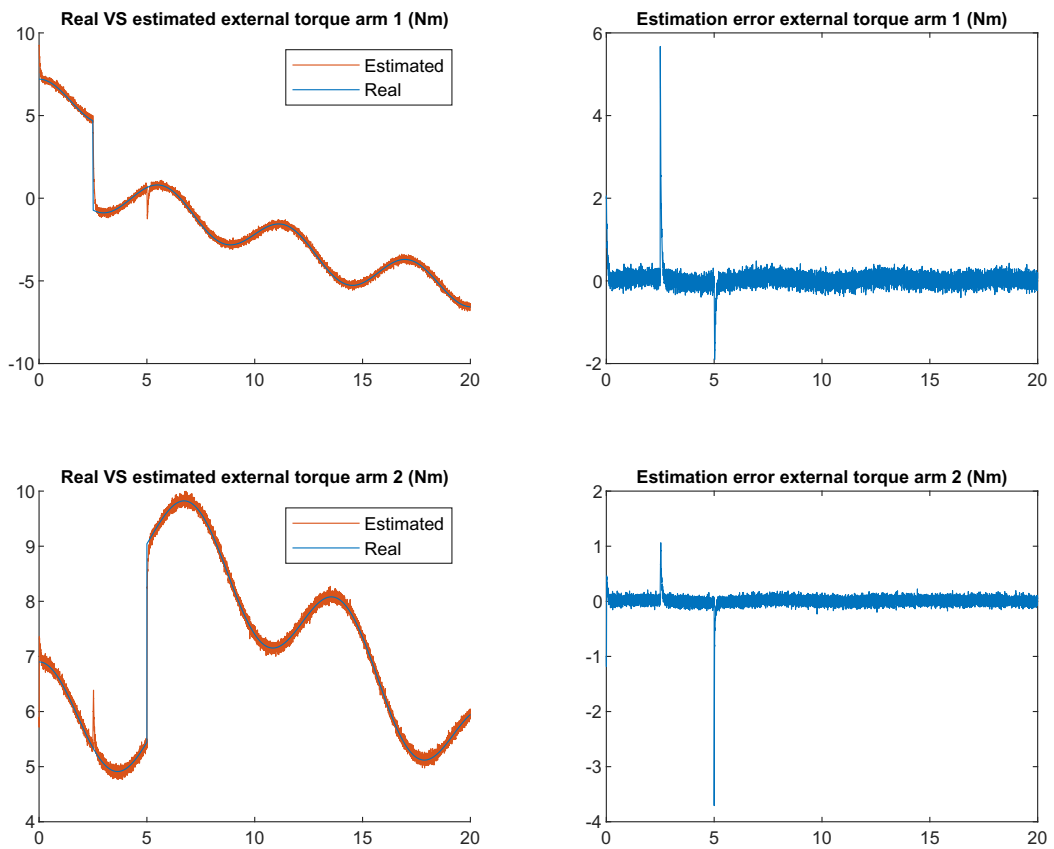 Real VS estimated external torque arm 1 (Nm)
10
5
0
-5
-10
0 5 10 15 20
Estimated
Real
Estimation error external torque arm 1 (Nm)
6
4
2
0
-2
0 5 10 15 20
Real VS estimated external torque arm 2 (Nm)
10
9
8
7
6
5
4
0 5 10 15 20
Estimated
Real
Estimation error external torque arm 2 (Nm)
2
1
0
-1
-2
-3
-4
0 5 10 15 20